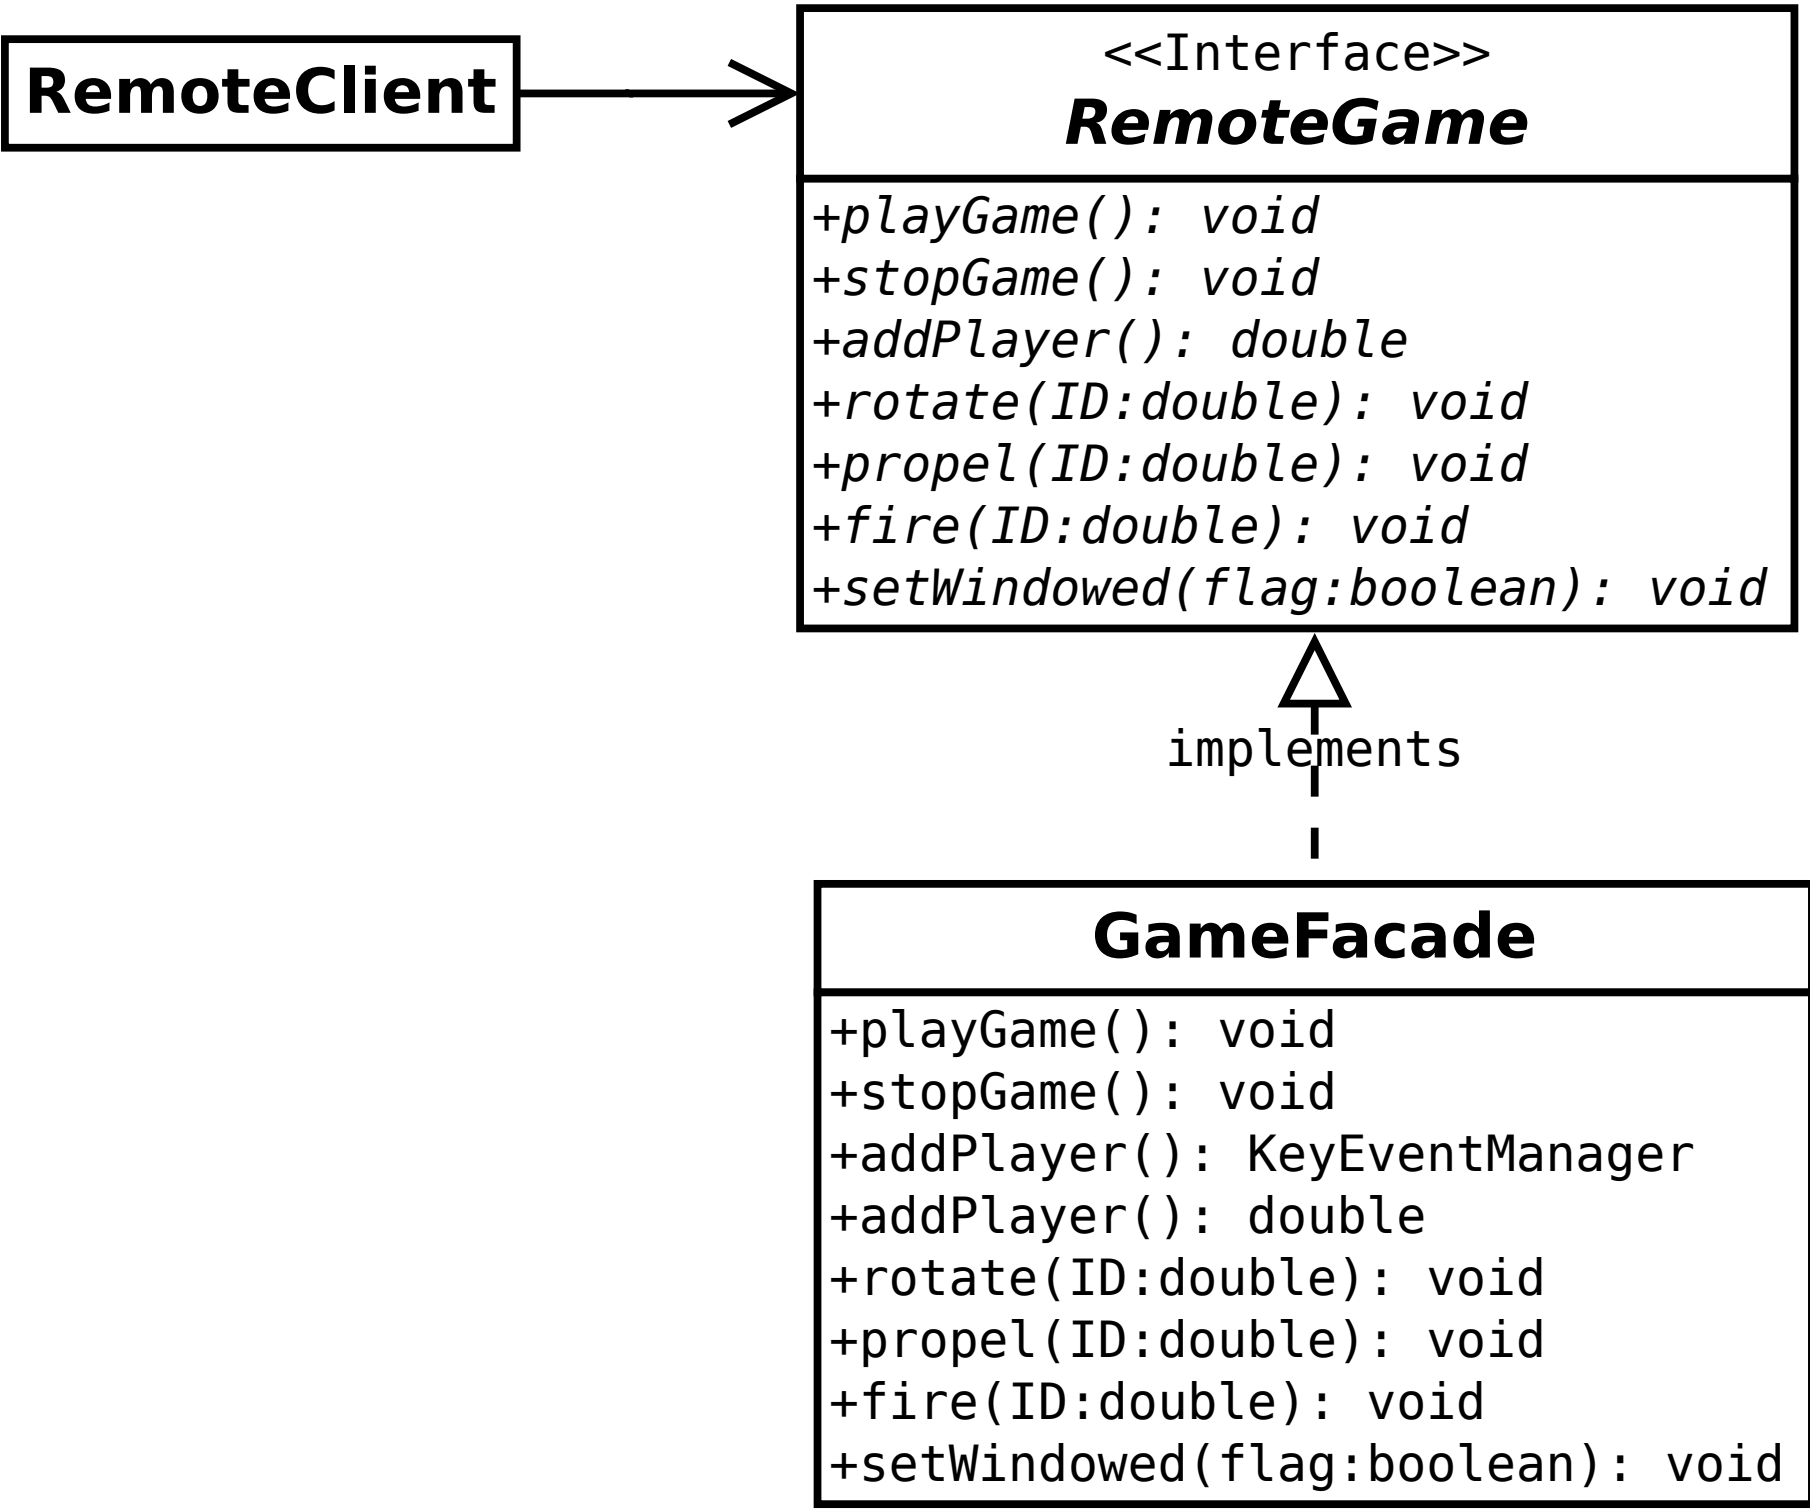 RemoteClient
<<Interface>>
RemoteGame
+playGame(): void
+stopGame(): void
+addPlayer(): double
+rotate(ID:double): void
+propel(ID:double): void
+fire(ID:double): void
+setWindowed(flag:boolean): void
implements
GameFacade
+playGame(): void
+stopGame(): void
+addPlayer(): KeyEventManager
+addPlayer(): double
+rotate(ID:double): void
+propel(ID:double): void
+fire(ID:double): void
+setWindowed(flag:boolean): void